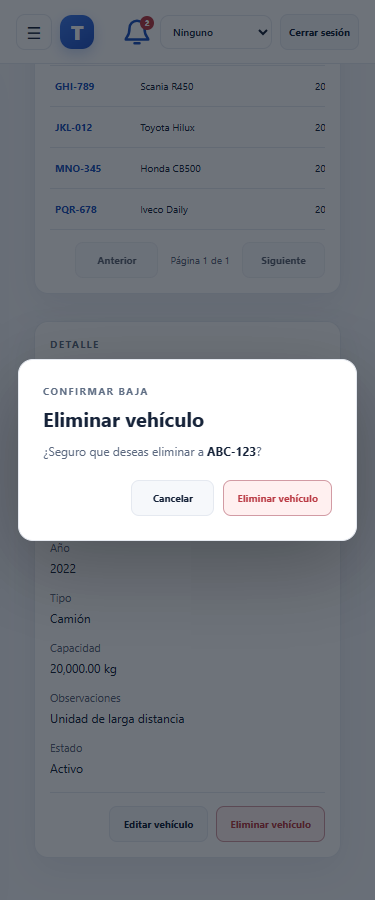 ☰ T 2 Ninguno Cerrar sesión
GHI-789 Scania R450 20
JKL-012 Toyota Hilux 20
MNO-345 Honda CB500 20
PQR-678 Iveco Daily 20
Anterior Página 1 de 1 Siguiente
DETALLE
CONFIRMAR BAJA
Eliminar vehículo
¿Seguro que deseas eliminar a ABC-123?
Cancelar Eliminar vehículo
Año
2022
Tipo
Camión
Capacidad
20,000.00 kg
Observaciones
Unidad de larga distancia
Estado
Activo
Editar vehículo Eliminar vehículo